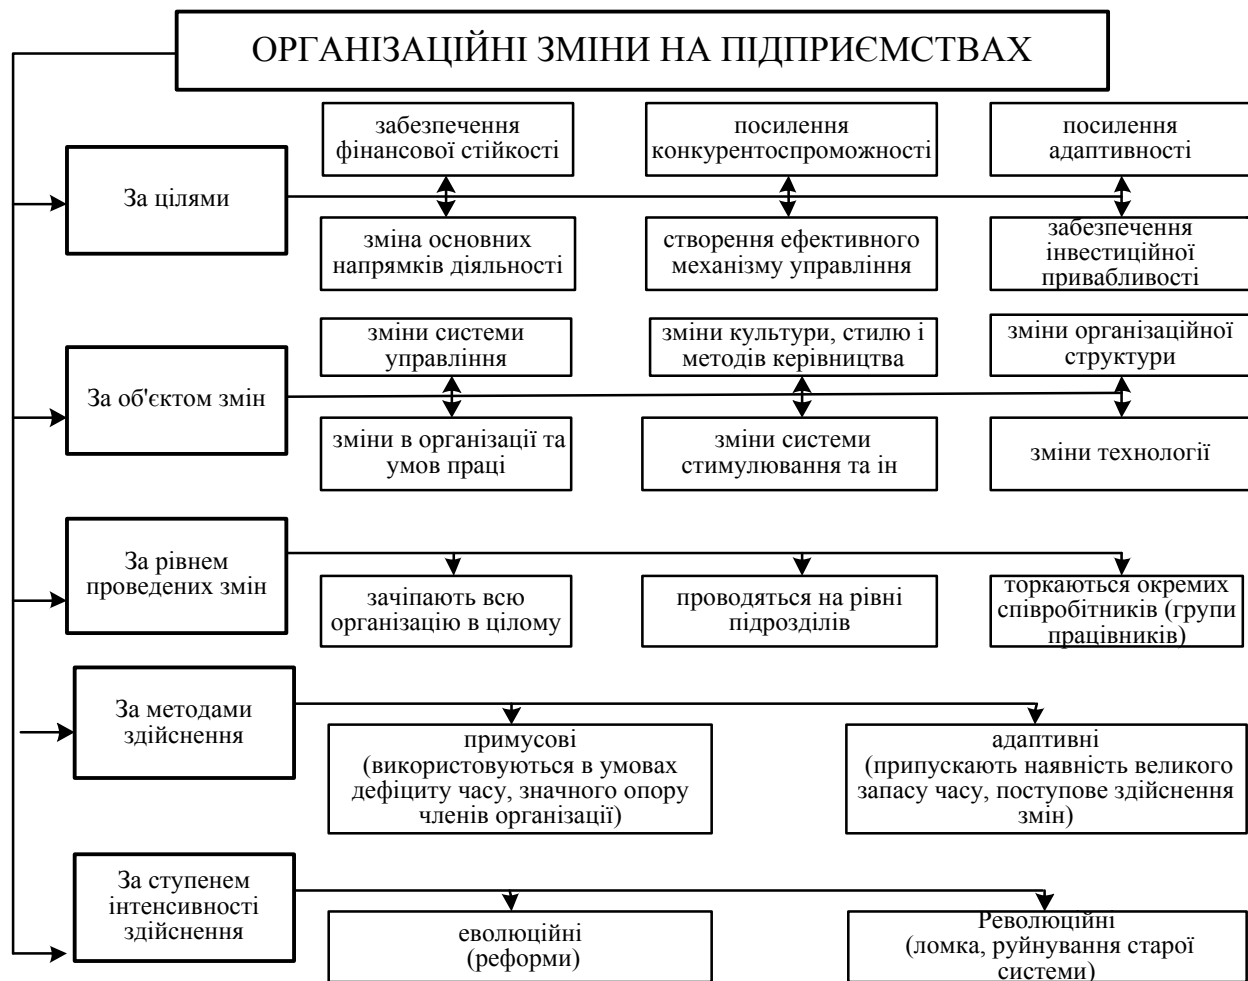 ОРГАНІЗАЦІЙНІ ЗМІНИ НА ПІДПРИЄМСТВАХ
За цілями
забезпечення
фінансової стійкості
посилення
конкурентоспроможності
посилення
адаптивності
зміна основних
напрямків діяльності
створення ефективного
механізму управління
забезпечення
інвестиційної
привабливості
За об'єктом змін
зміни системи
управління
зміни культури, стилю і
методів керівництва
зміни організаційної
структури
зміни в організації та
умов праці
зміни системи
стимулювання та ін
зміни технології
За рівнем
проведених змін
зачіпають всю
організацію в цілому
проводяться на рівні
підрозділів
торкаються окремих
співробітників (групи
працівників)
За методами
здійснення
примусові
(використовуються в умовах
дефіциту часу, значного опору
членів організації)
адаптивні
(припускають наявність великого
запасу часу, поступове здійснення
змін)
За ступенем
інтенсивності
здійснення
еволюційні
(реформи)
Революційні
(ломка, руйнування старої
системи)